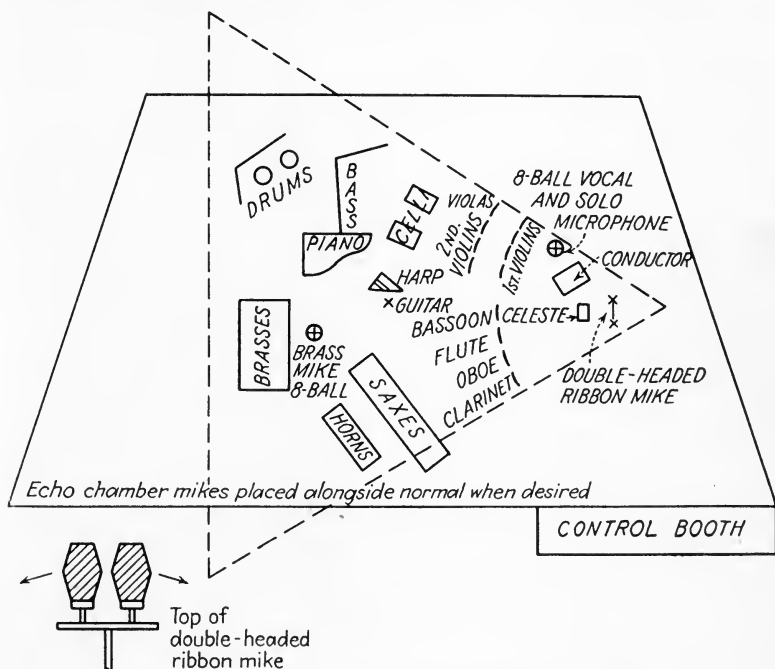 DRUMS
BASS
PIANO
CELLI
VIOLAS
2ND.
VIOLINS
1ST. VIOLINS
8-BALL VOCAL
AND SOLO
MICROPHONE
CONDUCTOR
HARP
GUITAR
BASSOON
FLUTE
OBOE
CLARINET
CELESTE
DOUBLE-HEADED
RIBBON MIKE
BRASSES
BRASS
MIKE
8-BALL
SAXES
HORNS
Echo chamber mikes placed alongside normal when desired
CONTROL BOOTH
Top of
double-headed
ribbon mike